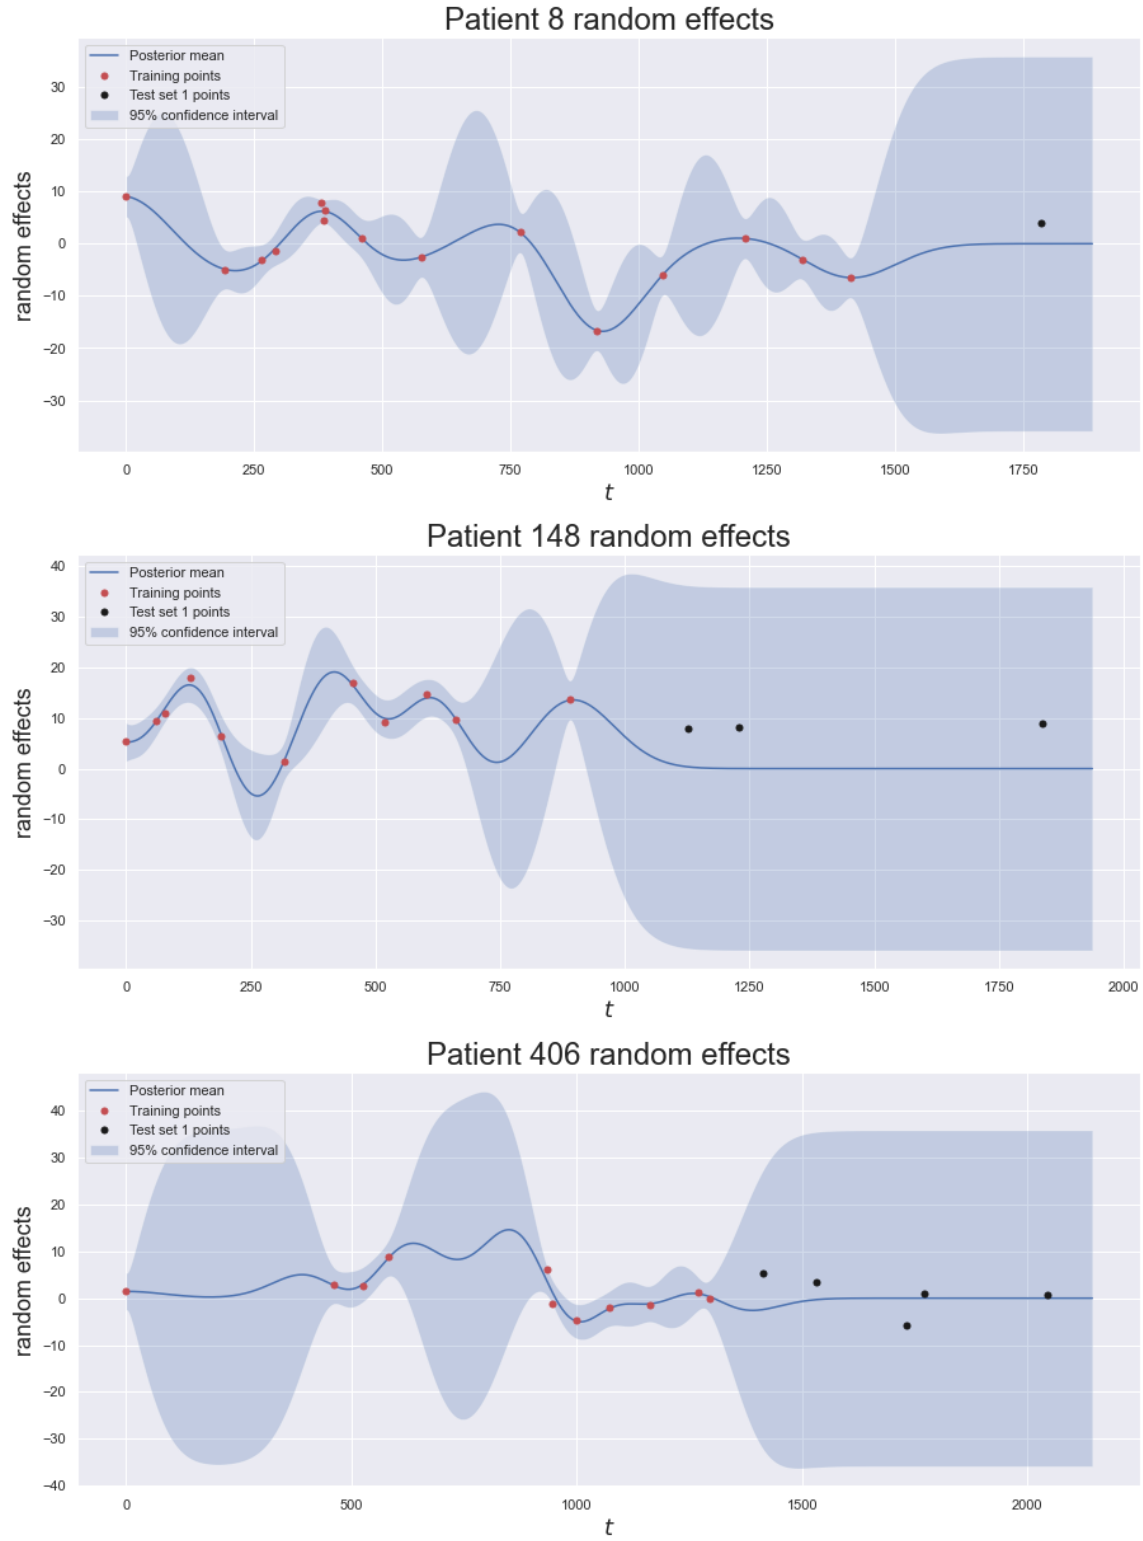 Patient 8 random effects
Posterior mean
Training points
Test set 1 points
95% confidence interval
random effects
30
20
10
0
−10
−20
−30
0 250 500 750 1000 1250 1500 1750
t
Patient 148 random effects
Posterior mean
Training points
Test set 1 points
95% confidence interval
random effects
40
30
20
10
0
−10
−20
−30
0 250 500 750 1000 1250 1500 1750 2000
t
Patient 406 random effects
Posterior mean
Training points
Test set 1 points
95% confidence interval
random effects
40
30
20
10
0
−10
−20
−30
−40
0 500 1000 1500 2000
t